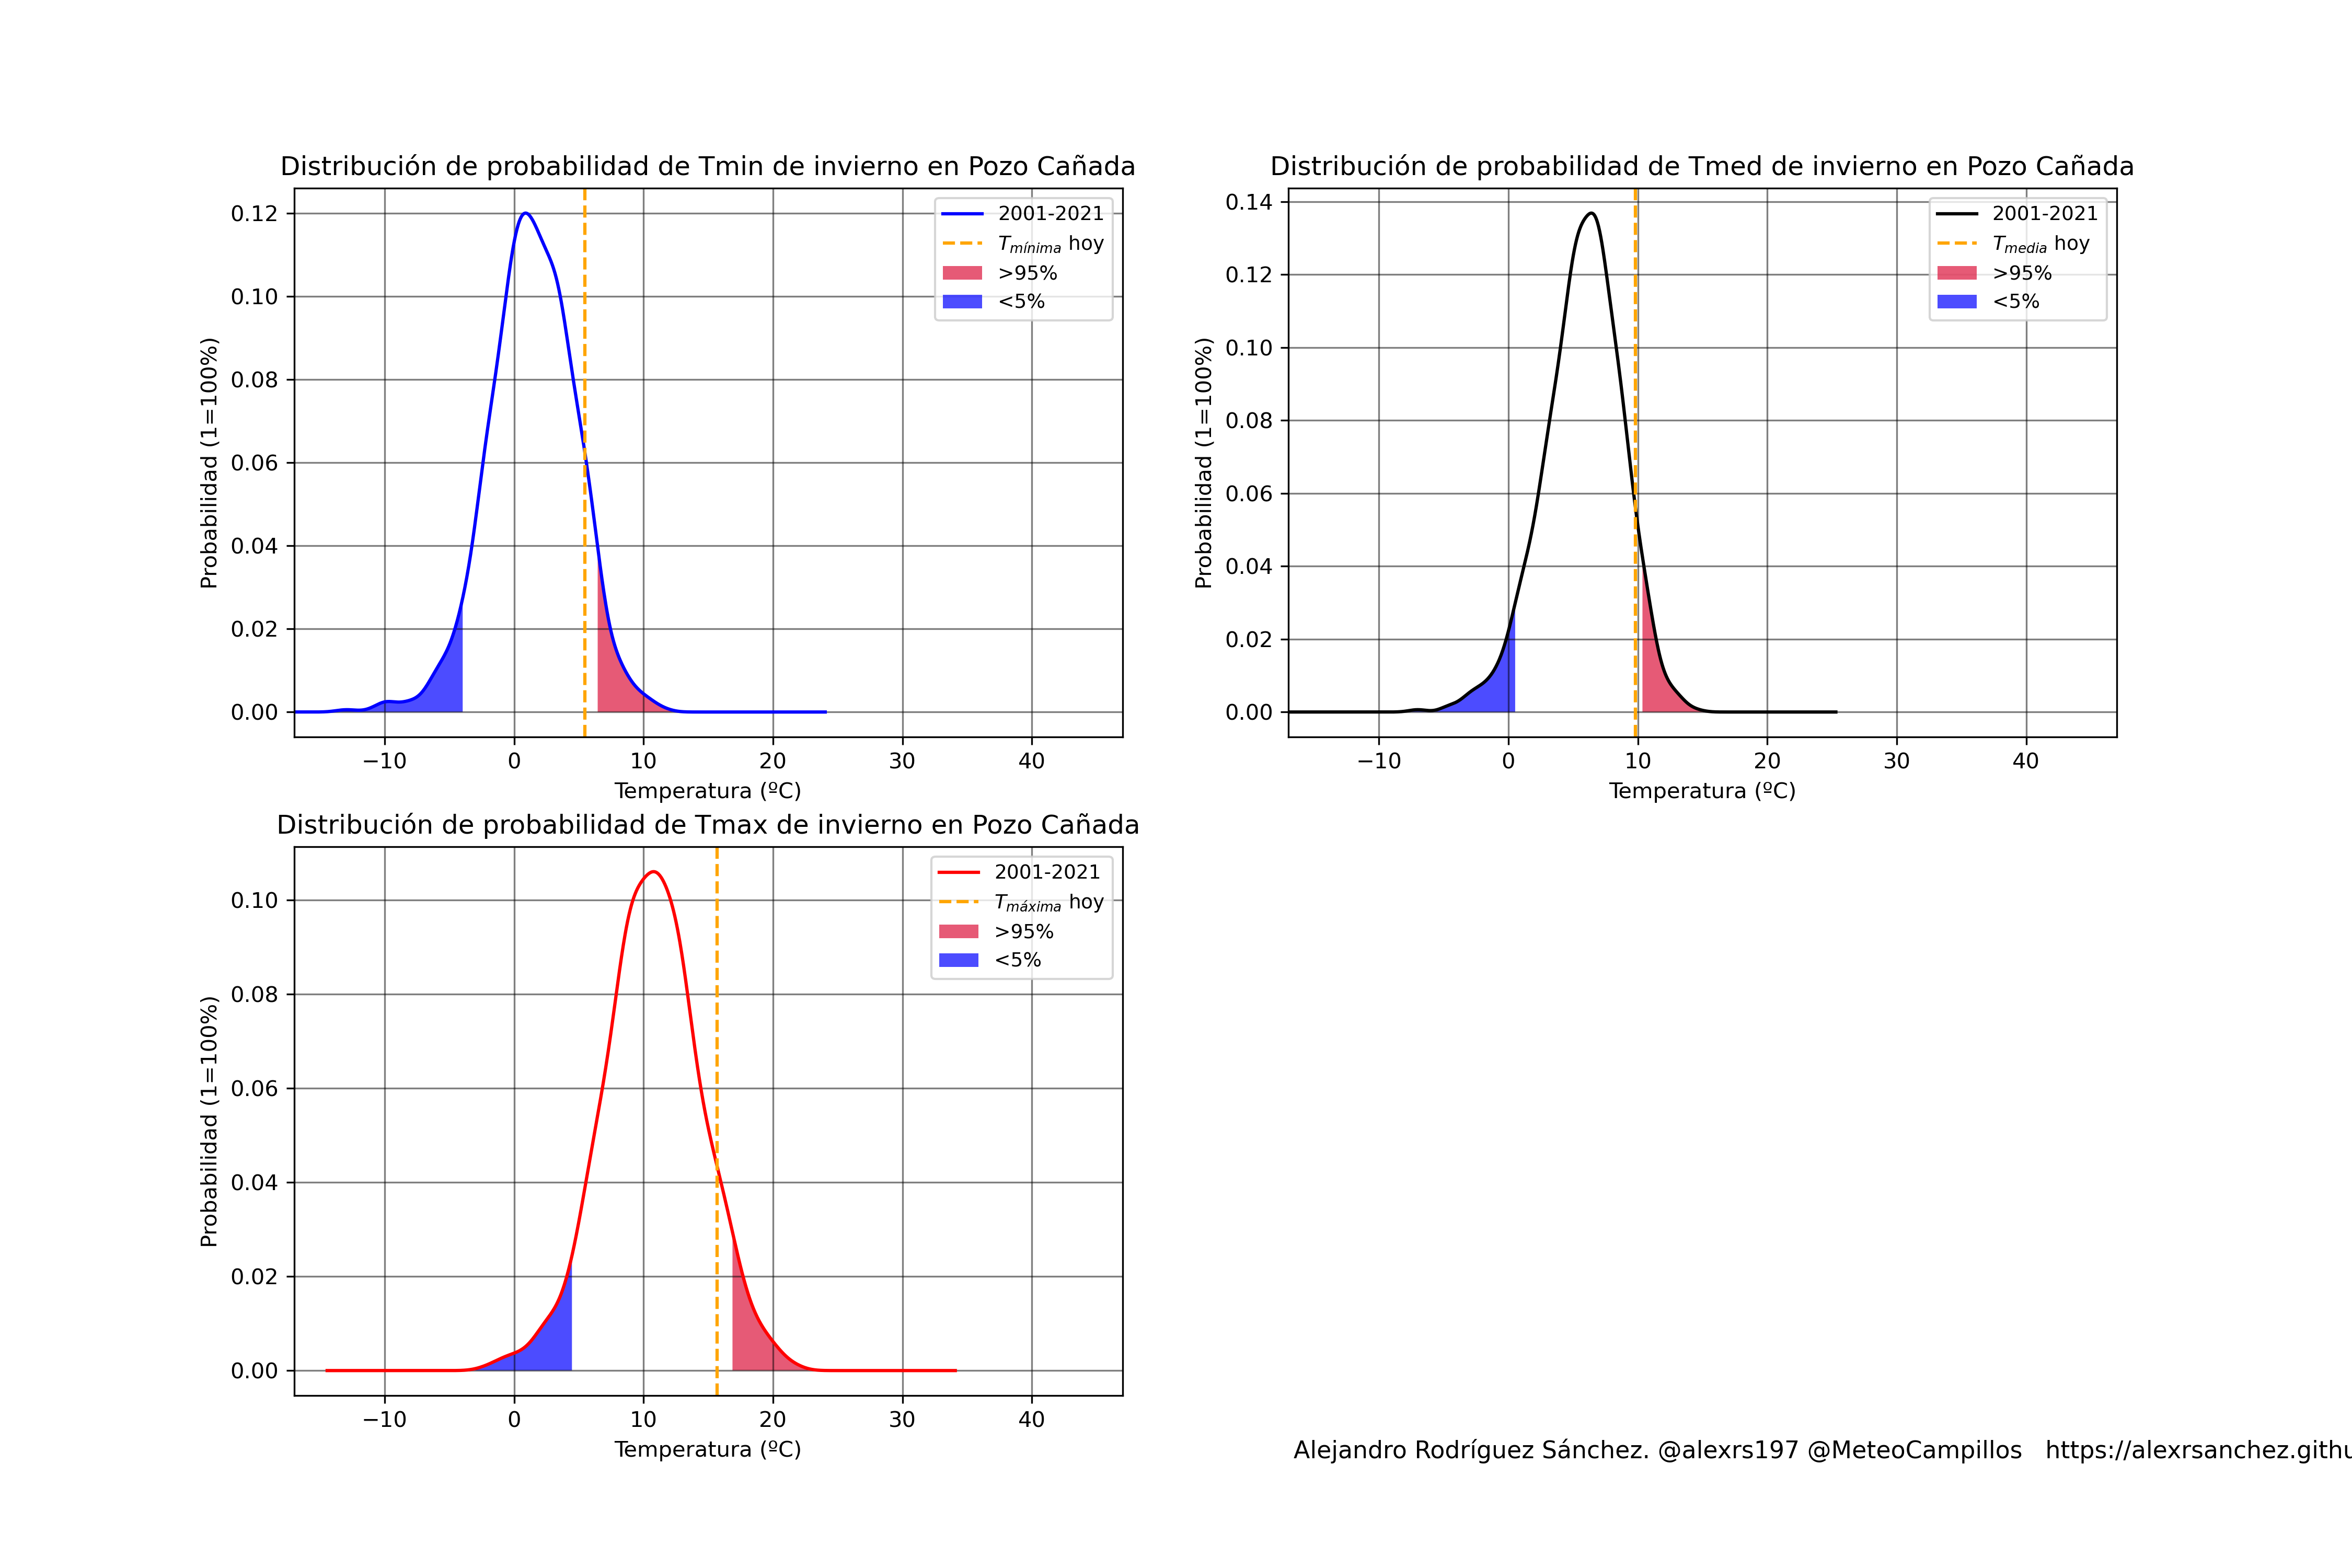 Distribución de probabilidad de Tmin de invierno en Pozo Cañada
Probabilidad (1=100%)
0.12
0.10
0.08
0.06
0.04
0.02
0.00
−10 0 10 20 30 40
Temperatura (ºC)
2001-2021
Tmínima hoy
>95%
<5%
Distribución de probabilidad de Tmed de invierno en Pozo Cañada
Probabilidad (1=100%)
0.14
0.12
0.10
0.08
0.06
0.04
0.02
0.00
−10 0 10 20 30 40
Temperatura (ºC)
2001-2021
Tmedia hoy
>95%
<5%
Distribución de probabilidad de Tmax de invierno en Pozo Cañada
Probabilidad (1=100%)
0.10
0.08
0.06
0.04
0.02
0.00
−10 0 10 20 30 40
Temperatura (ºC)
2001-2021
Tmáxima hoy
>95%
<5%
Alejandro Rodríguez Sánchez. @alexrs197 @MeteoCampillos https://alexrsanchez.githu